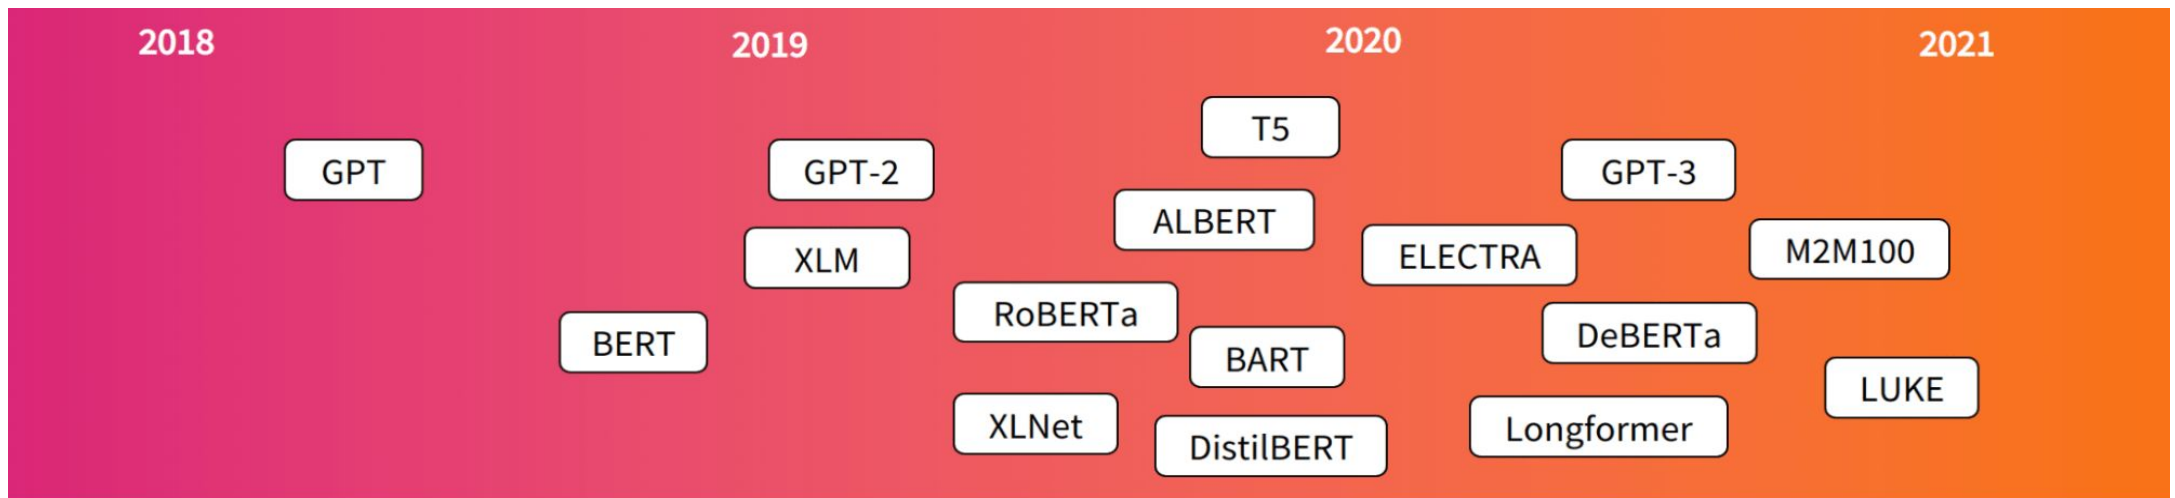 2018 2019 2020 2021
T5
GPT GPT-2 GPT-3
ALBERT
XLM ELECTRA M2M100
RoBERTa
BERT BART DeBERTa
LUKE
XLNet DistilBERT Longformer